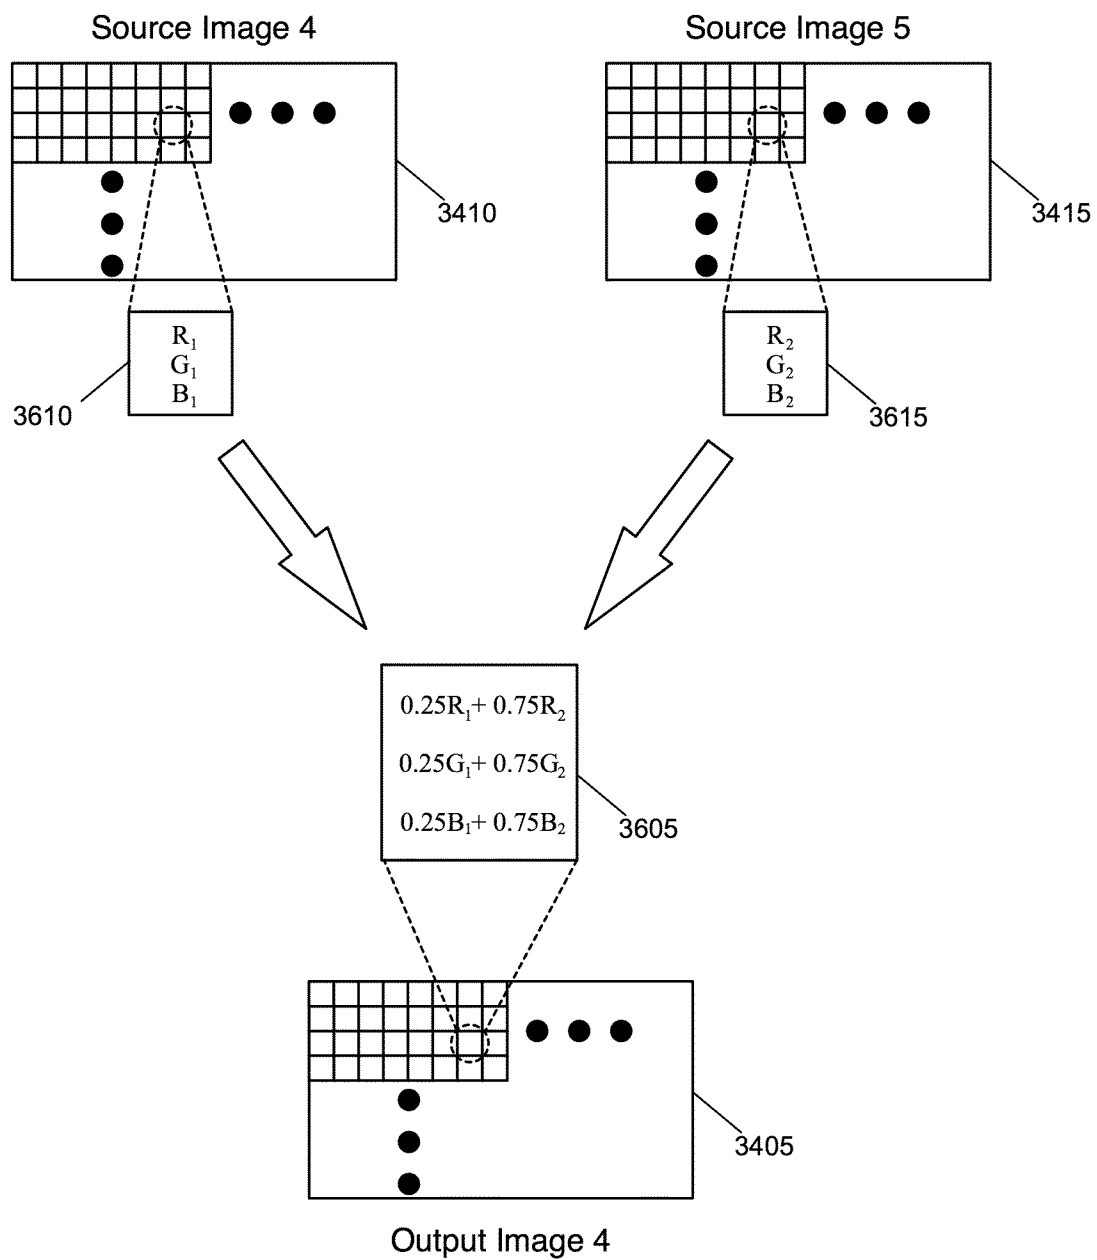 Source Image 4
Source Image 5
3410
3415
R₁
G₁
B₁
R₂
G₂
B₂
3610
3615
0.25R₁+ 0.75R₂
0.25G₁+ 0.75G₂
0.25B₁+ 0.75B₂
3605
3405
Output Image 4